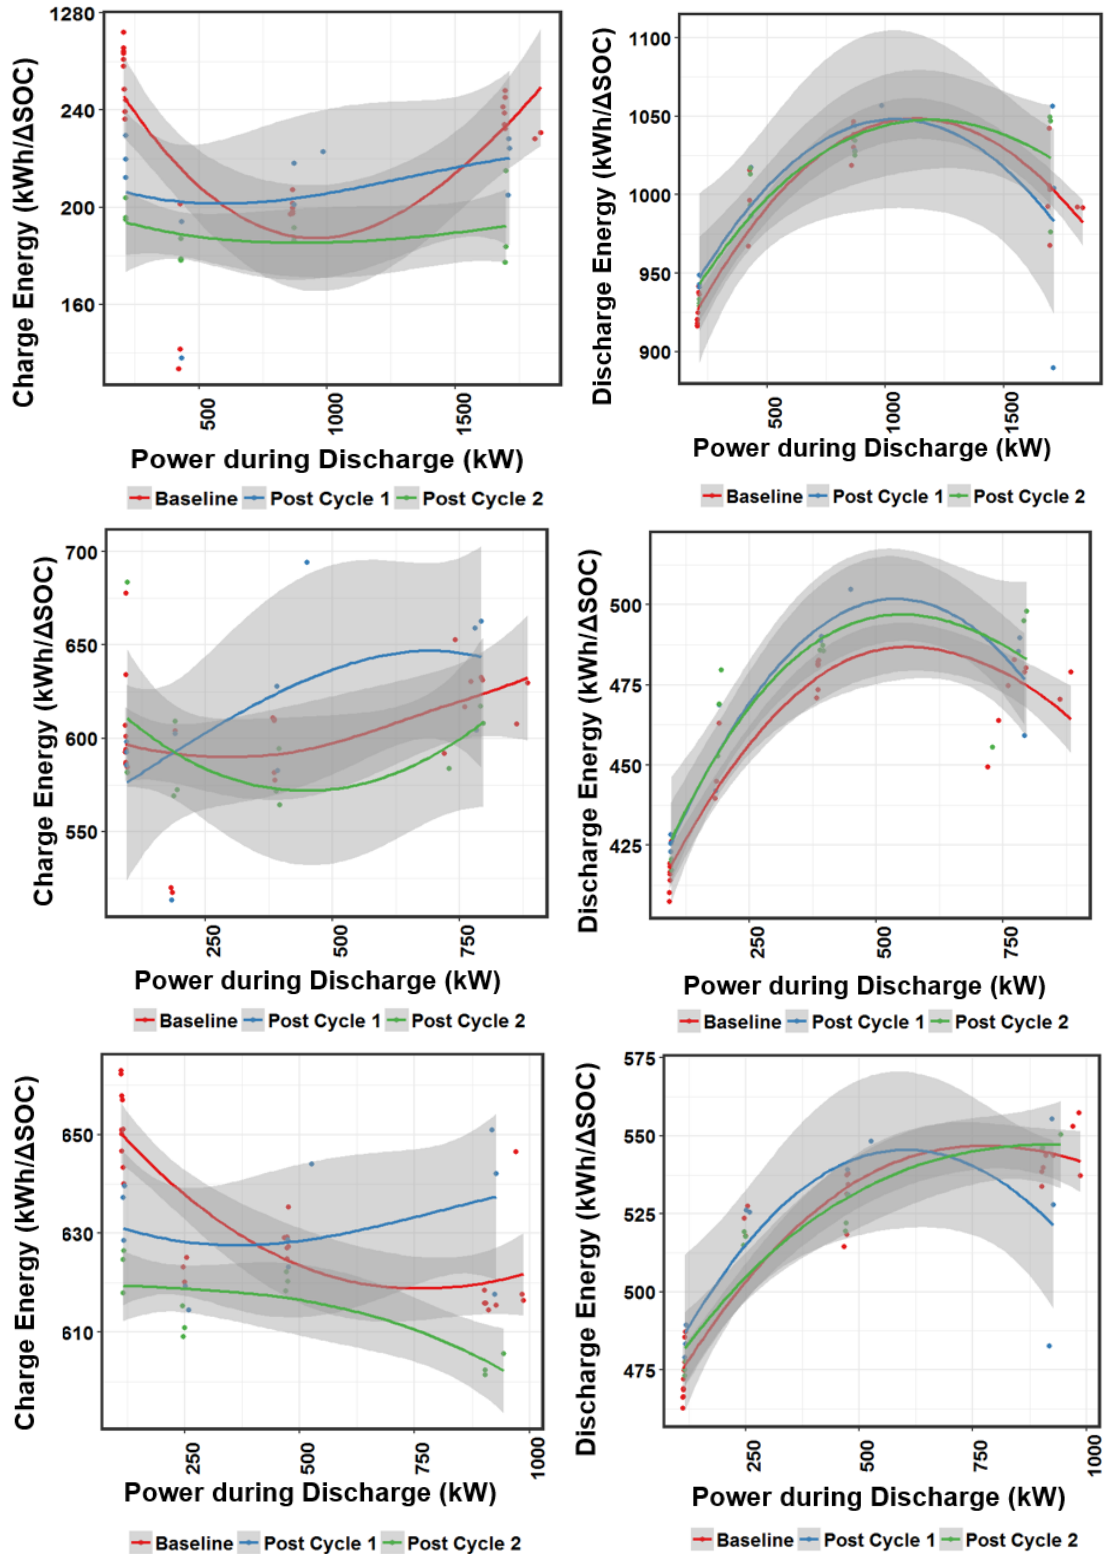 1280
240
200
160
Charge Energy (kWh/ΔSOC)
500
1000
1500
Power during Discharge (kW)
Baseline Post Cycle 1 Post Cycle 2
1100
1050
1000
950
900
Discharge Energy (kWh/ΔSOC)
500
1000
1500
Power during Discharge (kW)
Baseline Post Cycle 1 Post Cycle 2
700
650
600
550
Charge Energy (kWh/ΔSOC)
250
500
750
Power during Discharge (kW)
Baseline Post Cycle 1 Post Cycle 2
500
475
450
425
Discharge Energy (kWh/ΔSOC)
250
500
750
Power during Discharge (kW)
Baseline Post Cycle 1 Post Cycle 2
650
630
610
Charge Energy (kWh/ΔSOC)
250
500
750
1000
Power during Discharge (kW)
Baseline Post Cycle 1 Post Cycle 2
575
550
525
500
475
Discharge Energy (kWh/ΔSOC)
250
500
750
1000
Power during Discharge (kW)
Baseline Post Cycle 1 Post Cycle 2